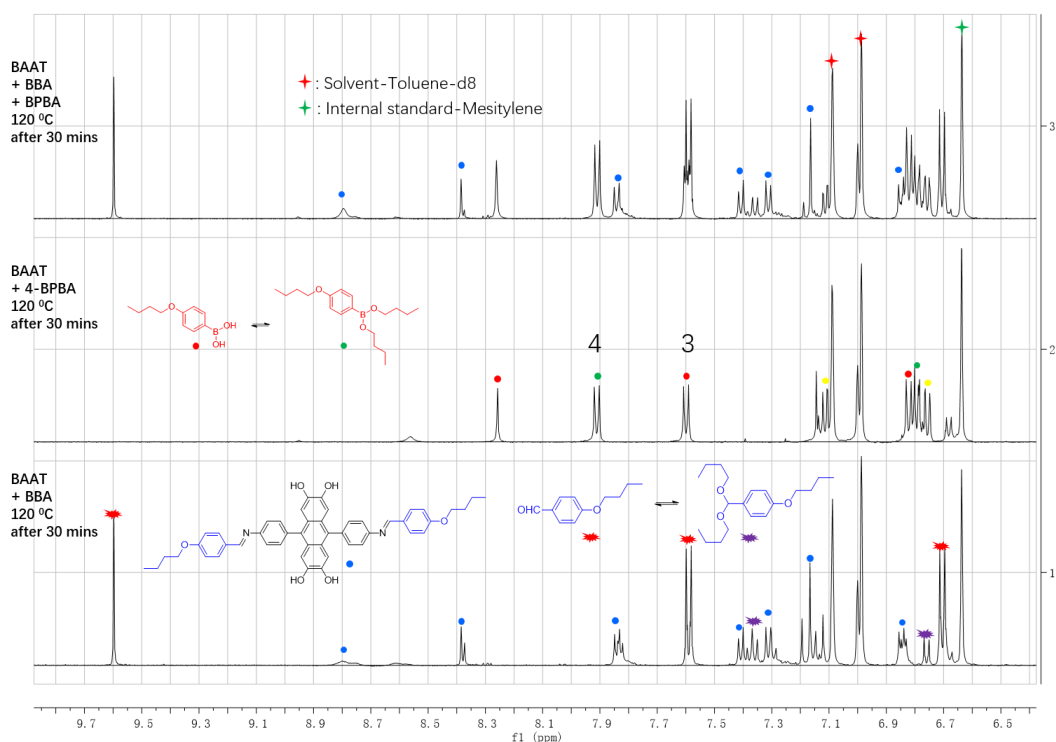 BAAT
+ BBA
+ BPBA
120 ⁰C
after 30 mins
: Solvent-Toluene-d8
: Internal standard-Mesitylene
3
BAAT
+ 4-BPBA
120 ⁰C
after 30 mins
O
B
OH
OH
O
B
O
O
4
3
2
BAAT
+ BBA
120 ⁰C
after 30 mins
O
N
HO
OH
HO
OH
N
O
OHC
O
O
O
O
1
9.7
9.5
9.3
9.1
8.9
8.7
8.5
8.3
8.1
7.9
7.7
7.5
7.3
7.1
6.9
6.7
6.5
f1 (ppm)